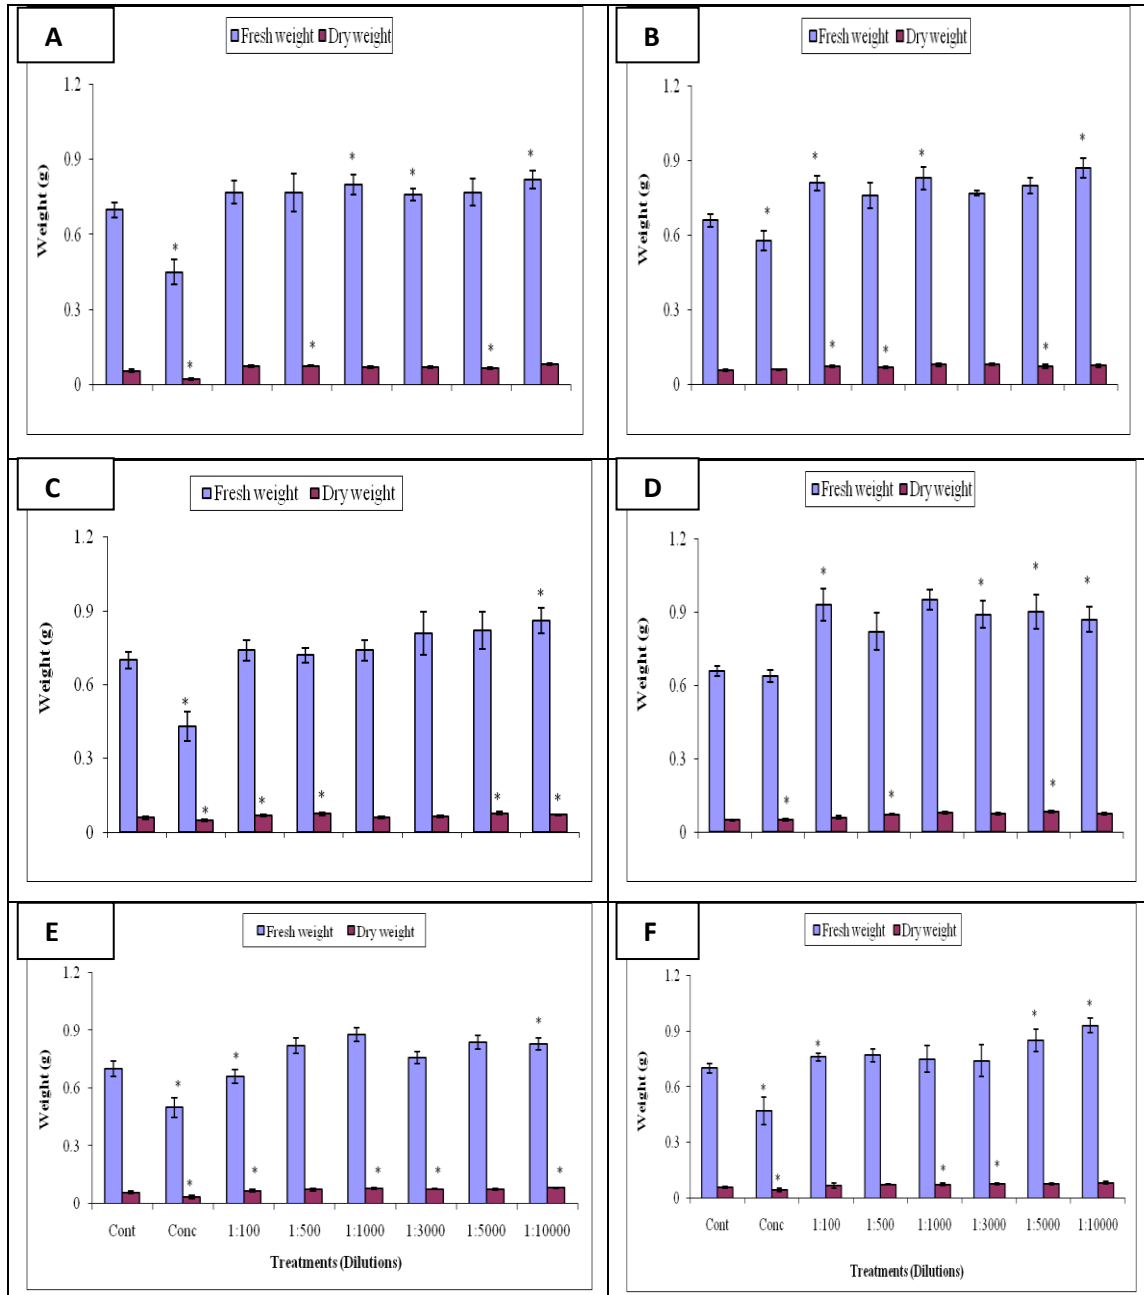 A
Fresh weight Dry weight
1.2
0.9
0.6
0.3
0
Weight (g)
* * * * * * * *
B
Fresh weight Dry weight
1.2
0.9
0.6
0.3
0
Weight (g)
* * * * * * *
C
Fresh weight Dry weight
1.2
0.9
0.6
0.3
0
Weight (g)
* * * * * * *
D
Fresh weight Dry weight
1.2
0.9
0.6
0.3
0
Weight (g)
* * * * * * *
E
Fresh weight Dry weight
1.2
0.9
0.6
0.3
0
Weight (g)
* * * * * * * *
Cont Conc 1:100 1:500 1:1000 1:3000 1:5000 1:10000
Treatments (Dilutions)
F
Fresh weight Dry weight
1.2
0.9
0.6
0.3
0
Weight (g)
* * * * * * *
Cont Conc 1:100 1:500 1:1000 1:3000 1:5000 1:10000
Treatments (Dilutions)